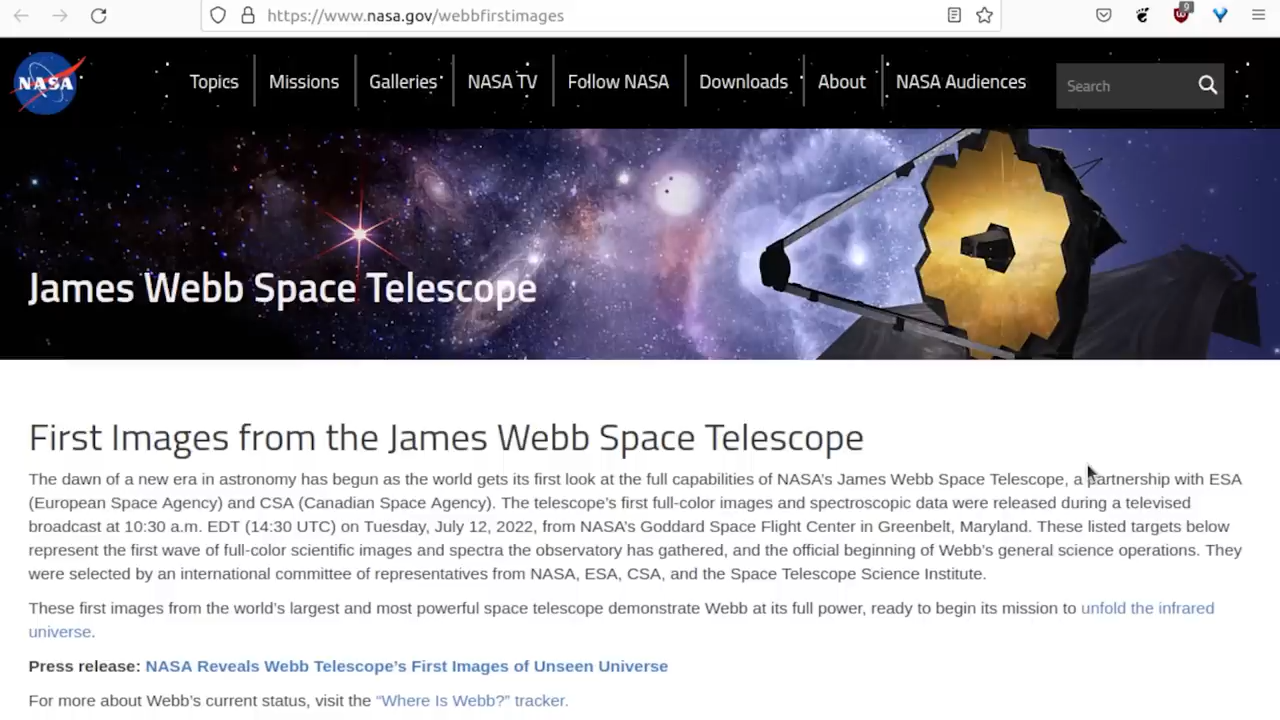 https://www.nasa.gov/webbfirstimages
9
NASA
Topics
Missions
Galleries
NASA TV
Follow NASA
Downloads
About
NASA Audiences
Search
James Webb Space Telescope
First Images from the James Webb Space Telescope
The dawn of a new era in astronomy has begun as the world gets its first look at the full capabilities of NASA's James Webb Space Telescope, a partnership with ESA
(European Space Agency) and CSA (Canadian Space Agency). The telescope's first full-color images and spectroscopic data were released during a televised
broadcast at 10:30 a.m. EDT (14:30 UTC) on Tuesday, July 12, 2022, from NASA's Goddard Space Flight Center in Greenbelt, Maryland. These listed targets below
represent the first wave of full-color scientific images and spectra the observatory has gathered, and the official beginning of Webb's general science operations. They
were selected by an international committee of representatives from NASA, ESA, CSA, and the Space Telescope Science Institute.
These first images from the world's largest and most powerful space telescope demonstrate Webb at its full power, ready to begin its mission to unfold the infrared
universe.
Press release: NASA Reveals Webb Telescope's First Images of Unseen Universe
For more about Webb's current status, visit the “Where Is Webb?” tracker.